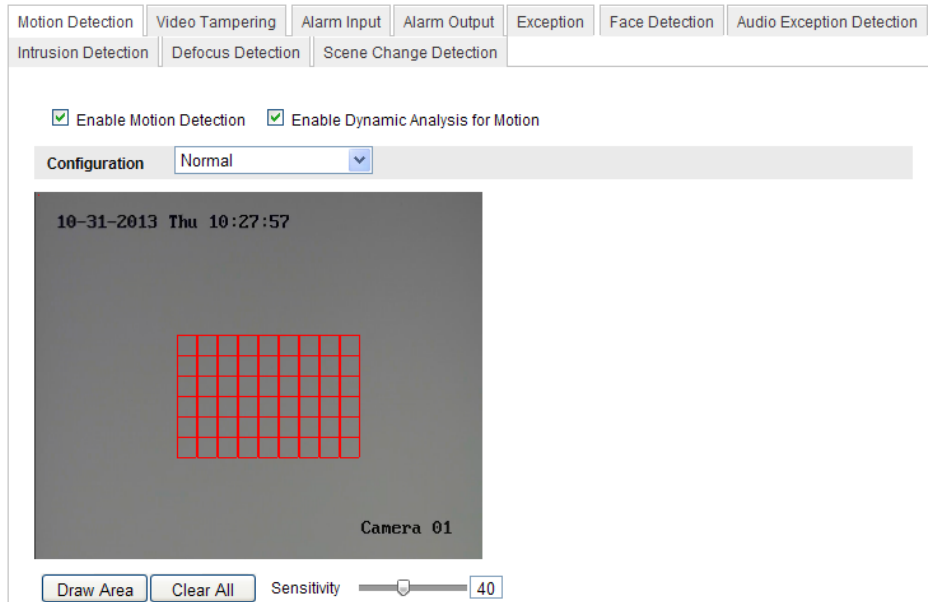 Motion Detection Video Tampering Alarm Input Alarm Output Exception Face Detection Audio Exception Detection
Intrusion Detection Defocus Detection Scene Change Detection
Enable Motion Detection Enable Dynamic Analysis for Motion
Configuration Normal
10-31-2013 Thu 10:27:57
Camera 01
Draw Area Clear All Sensitivity 40